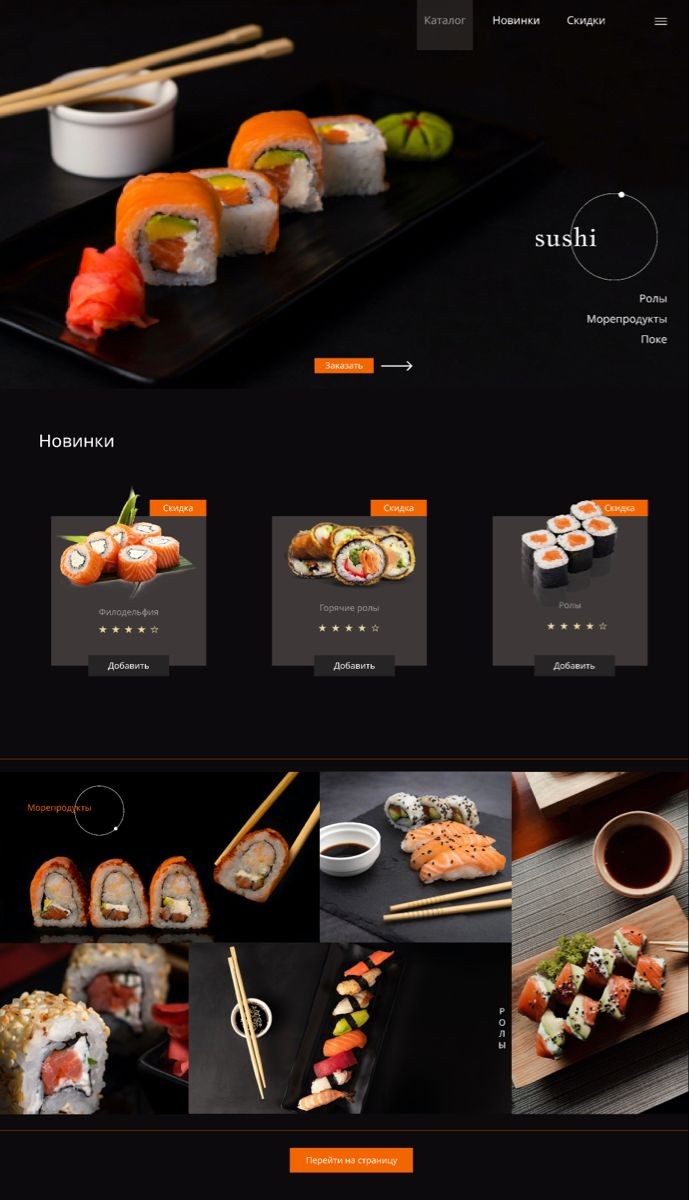 Каталог
Новинки
Скидки
sushi
Ролы
Морепродукты
Поке
Заказать
Новинки
Скидка
Скидка
Скидка
Филодельфия
Горячие ролы
Ролы
Добавить
Добавить
Добавить
Морепродукты
РОЛЫ
Перейти на страницу